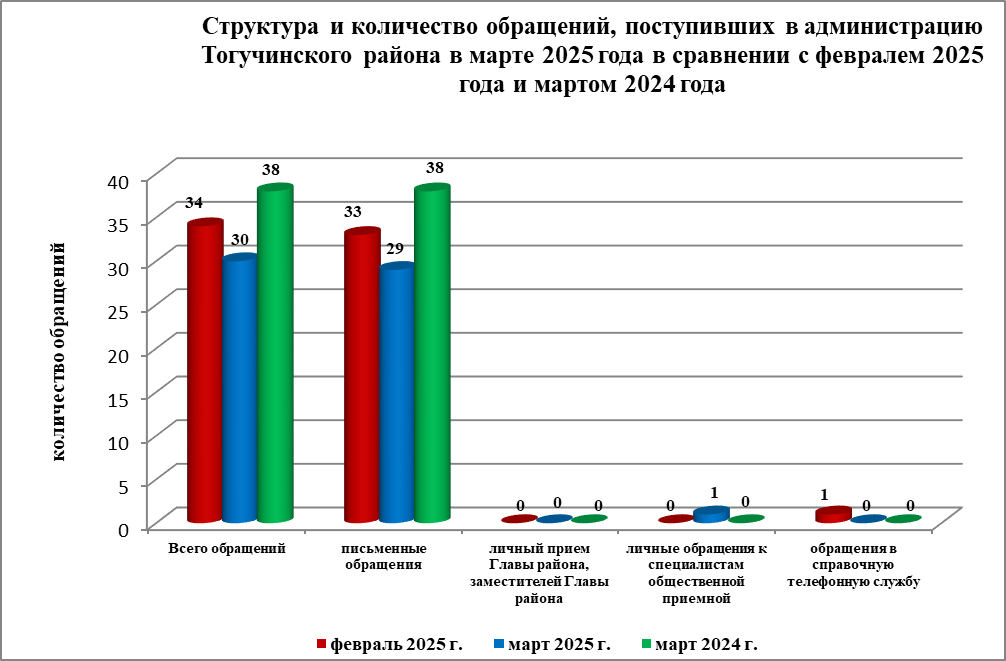 Структура и количество обращений, поступивших в администрацию
Тогучинского района в марте 2025 года в сравнении с февралем 2025
года и мартом 2024 года
количество обращений
40
35
30
25
20
15
10
5
0
34
30
38
33
29
38
0
0
0
0
1
0
1
0
0
Всего обращений
письменные
обращения
личный прием
Главы района,
заместителей Главы
района
личные обращения к
специалистам
общественной
приемной
обращения в
справочную
телефонную службу
февраль 2025 г.
март 2025 г.
март 2024 г.